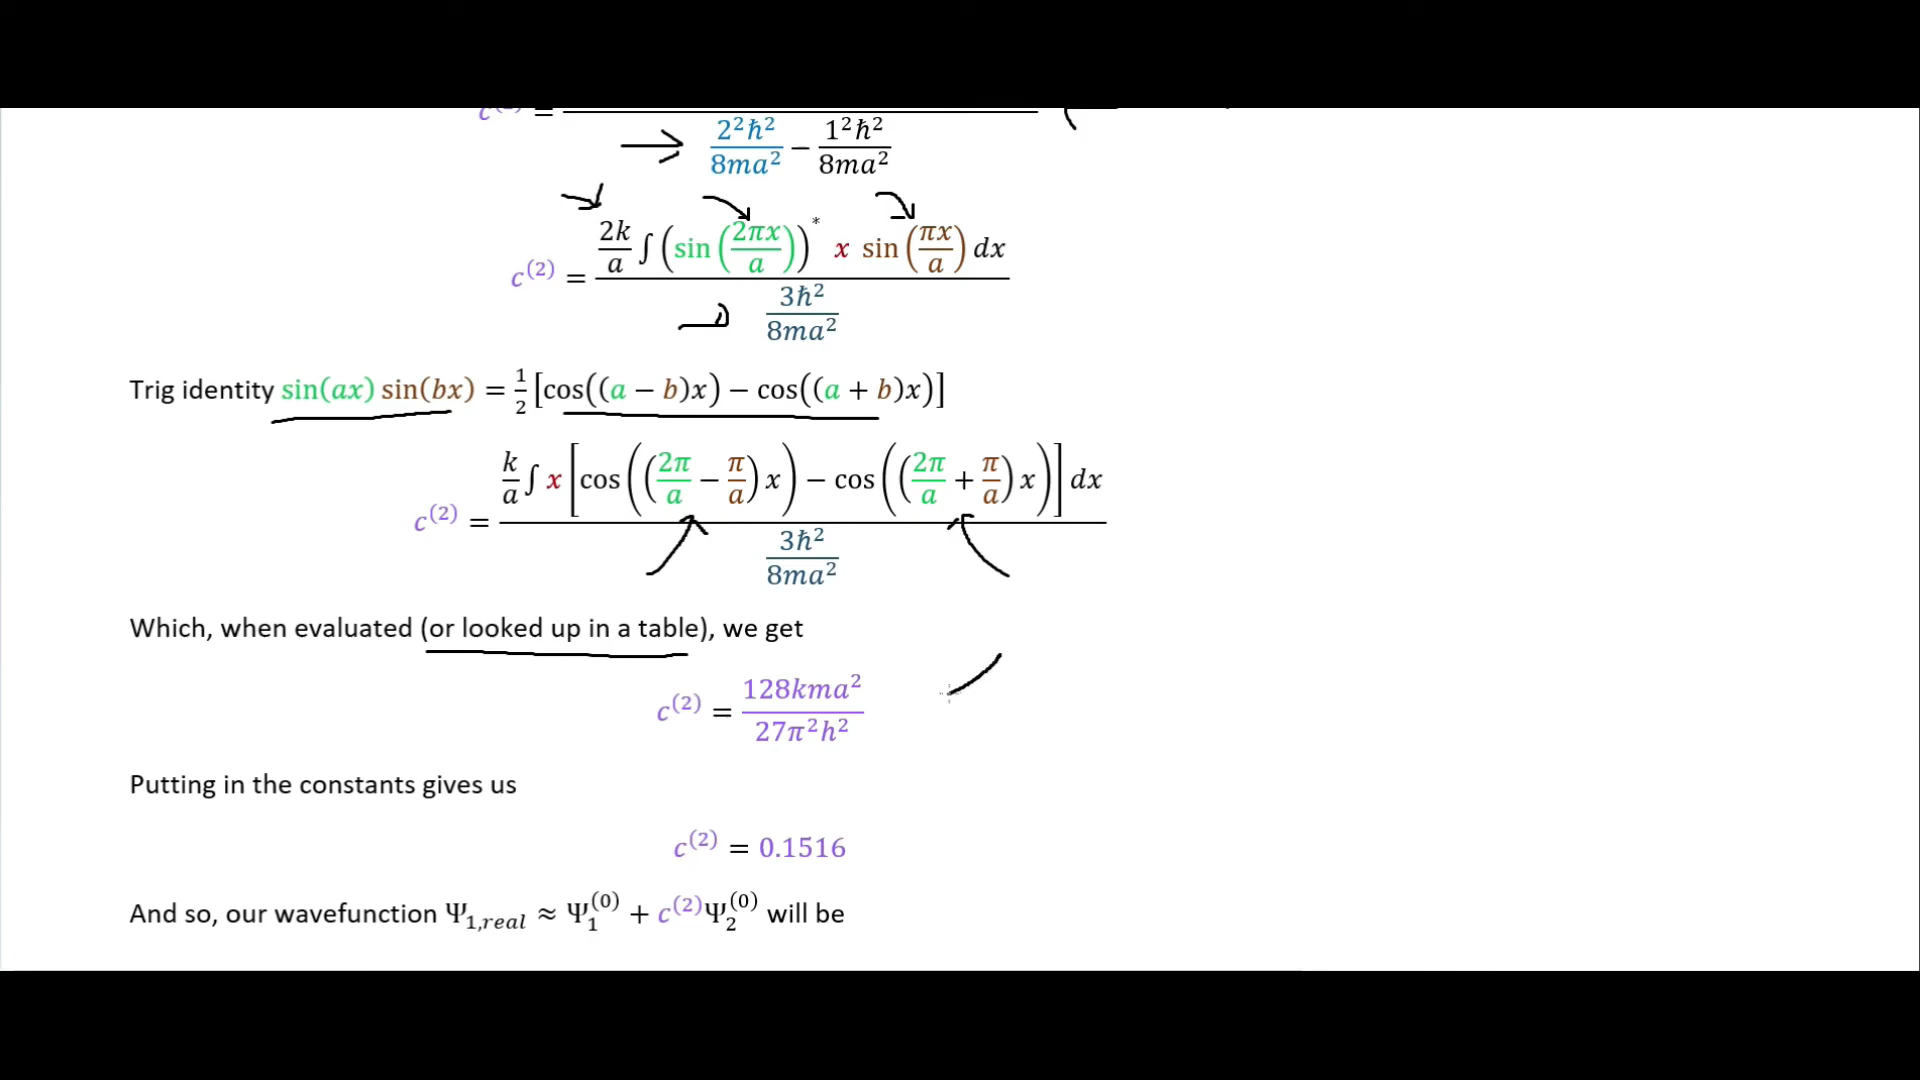 c⁽²⁾ =
2²ℏ²/8ma² − 1²ℏ²/8ma²
c⁽²⁾ = (2k/a ∫(sin(2πx/a))* x sin(πx/a) dx) / (3ℏ²/8ma²)
Trig identity sin(ax) sin(bx) = 1/2 [cos((a − b)x) − cos((a + b)x)]
c⁽²⁾ = (k/a ∫ x [cos((2π/a − π/a)x) − cos((2π/a + π/a)x)] dx) / (3ℏ²/8ma²)
Which, when evaluated (or looked up in a table), we get
c⁽²⁾ = 128kma²/27π²h²
Putting in the constants gives us
c⁽²⁾ = 0.1516
And so, our wavefunction Ψ₁,real ≈ Ψ₁⁽⁰⁾ + c⁽²⁾Ψ₂⁽⁰⁾ will be